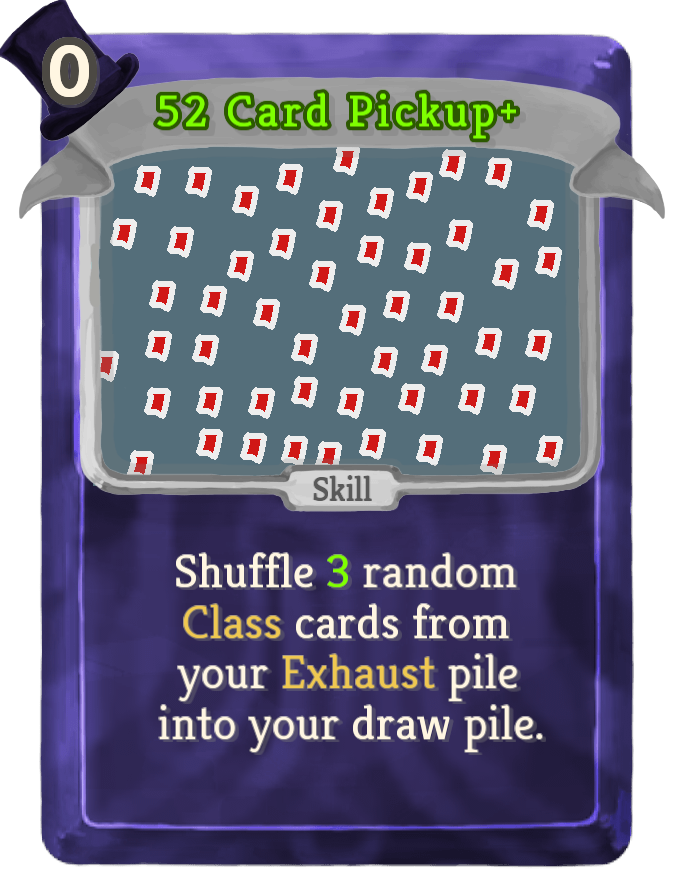 0
52 Card Pickup+
Skill
Shuffle 3 random
Class cards from
your Exhaust pile
into your draw pile.